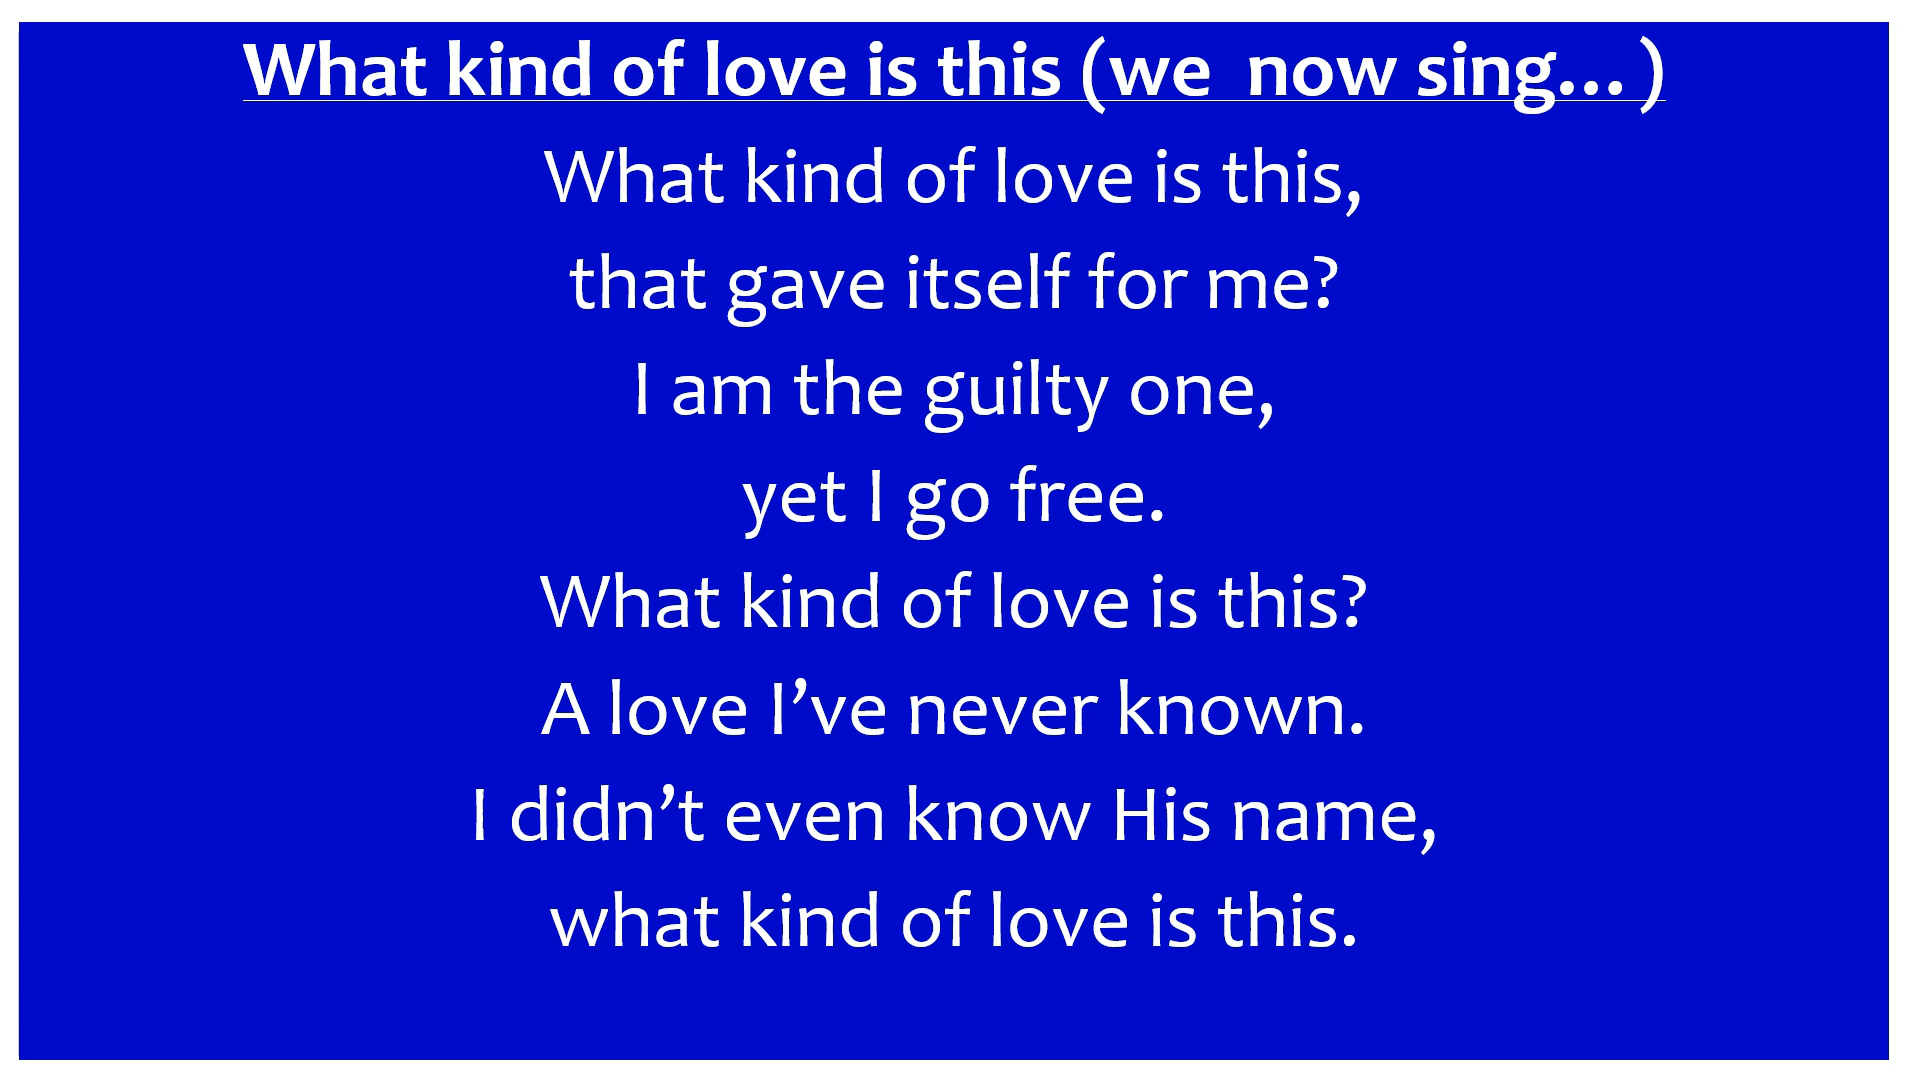 What kind of love is this (we  now sing… )
What kind of love is this,
that gave itself for me?
I am the guilty one,
yet I go free.
What kind of love is this?
A love I’ve never known.
I didn’t even know His name,
what kind of love is this.